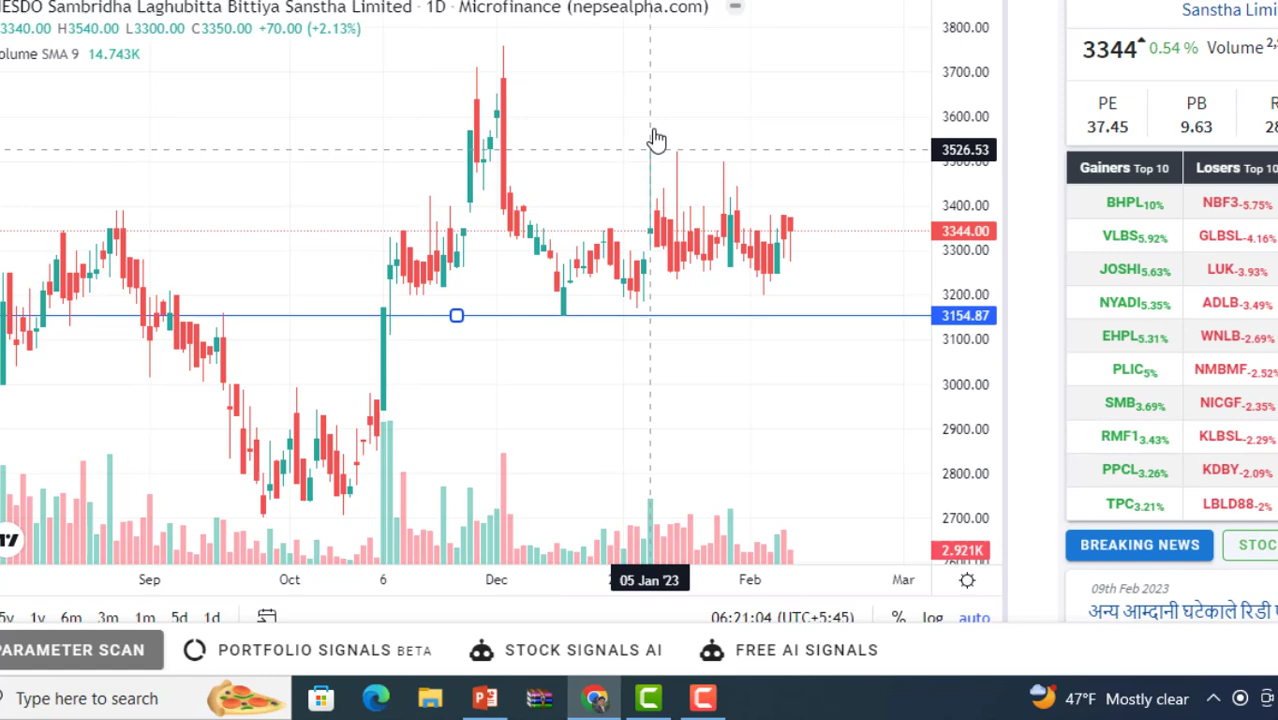 NESDO Sambridha Laghubitta Bittiya Sanstha Limited · 1D · Microfinance (nepsealpha.com)
3340.00 H3540.00 L3300.00 C3350.00 +70.00 (+2.13%)
Volume SMA 9 14.743K
3800.00
3700.00
3600.00
3526.53
3500.00
3400.00
3344.00
3300.00
3200.00
3154.87
3100.00
3000.00
2900.00
2800.00
2700.00
2.921K
Sep
Oct
6
Dec
05 Jan '23
Feb
Mar
5y 1y 6m 3m 1m 5d 1d
06:21:04 (UTC+5:45)
% log auto
Sanstha Limi
3344 0.54 % Volume 2,
PE
37.45
PB
9.63
R
28
Gainers Top 10 Losers Top 10
BHPL 10% NBF3 -5.75%
VLBS 5.92% GLBSL -4.16%
JOSHI 5.63% LUK -3.93%
NYADI 5.35% ADLB -3.49%
EHPL 5.31% WNLB -2.69%
PLIC 5% NMBMF -2.52%
SMB 3.69% NICGF -2.35%
RMF1 3.43% KLBSL -2.29%
PPCL 3.26% KDBY -2.09%
TPC 3.21% LBLD88 -2%
BREAKING NEWS STOC
09th Feb 2023
अन्य आम्दानी घटेकाले रिडी
PARAMETER SCAN PORTFOLIO SIGNALS BETA STOCK SIGNALS AI FREE AI SIGNALS
Type here to search
47°F Mostly clear